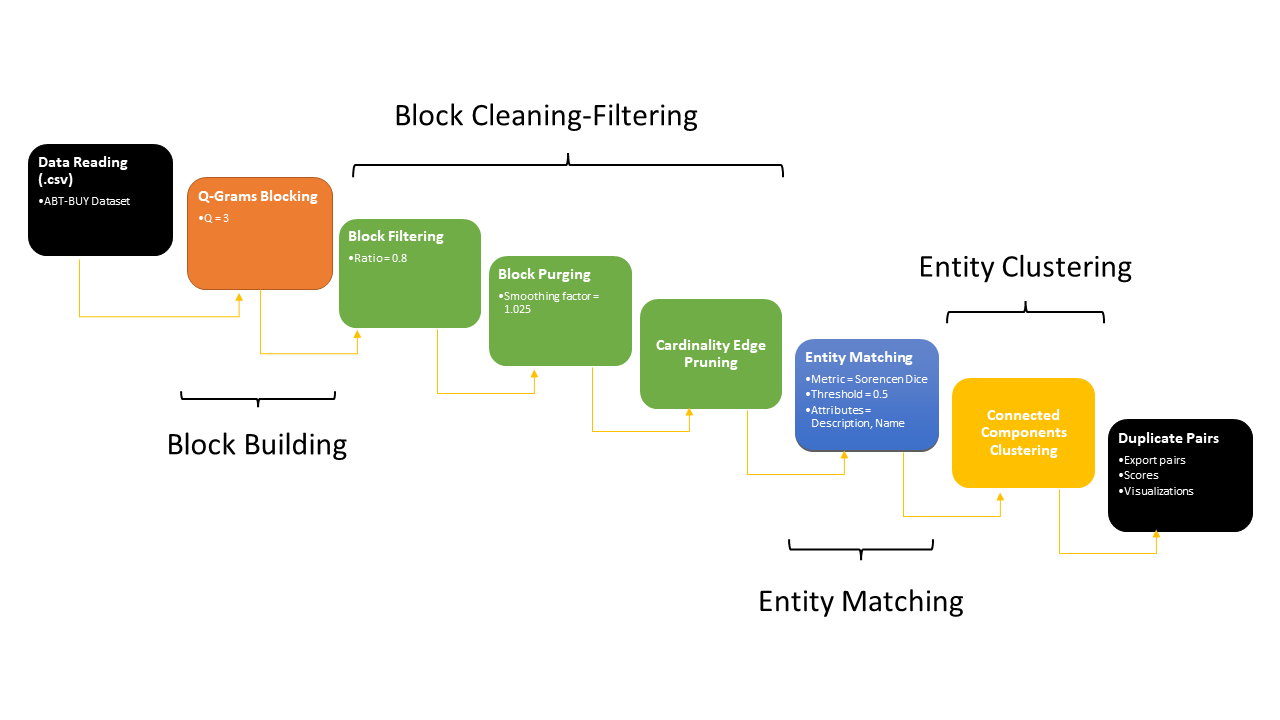 Block Cleaning-Filtering
Data Reading
(.csv)
•ABT-BUY Dataset
Q-Grams Blocking
•Q = 3
Block Filtering
•Ratio = 0.8
Block Purging
•Smoothing factor =
1.025
Cardinality Edge
Pruning
Entity Clustering
Entity Matching
•Metric = Sorencen Dice
•Threshold = 0.5
•Attributes =
Description, Name
Connected
Components
Clustering
Duplicate Pairs
•Export pairs
•Scores
•Visualizations
Block Building
Entity Matching